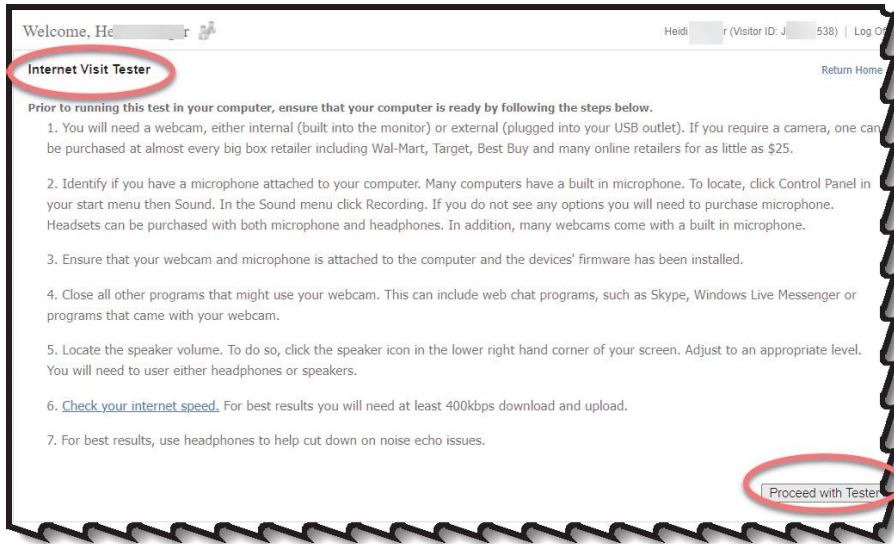 Welcome, He r
Heidi r (Visitor ID: J 538) | Log Of
Internet Visit Tester
Return Home
Prior to running this test in your computer, ensure that your computer is ready by following the steps below.
1. You will need a webcam, either internal (built into the monitor) or external (plugged into your USB outlet). If you require a camera, one can
be purchased at almost every big box retailer including Wal-Mart, Target, Best Buy and many online retailers for as little as $25.
2. Identify if you have a microphone attached to your computer. Many computers have a built in microphone. To locate, click Control Panel in
your start menu then Sound. In the Sound menu click Recording. If you do not see any options you will need to purchase microphone.
Headsets can be purchased with both microphone and headphones. In addition, many webcams come with a built in microphone.
3. Ensure that your webcam and microphone is attached to the computer and the devices' firmware has been installed.
4. Close all other programs that might use your webcam. This can include web chat programs, such as Skype, Windows Live Messenger or
programs that came with your webcam.
5. Locate the speaker volume. To do so, click the speaker icon in the lower right hand corner of your screen. Adjust to an appropriate level.
You will need to user either headphones or speakers.
6. Check your internet speed. For best results you will need at least 400kbps download and upload.
7. For best results, use headphones to help cut down on noise echo issues.
Proceed with Tester